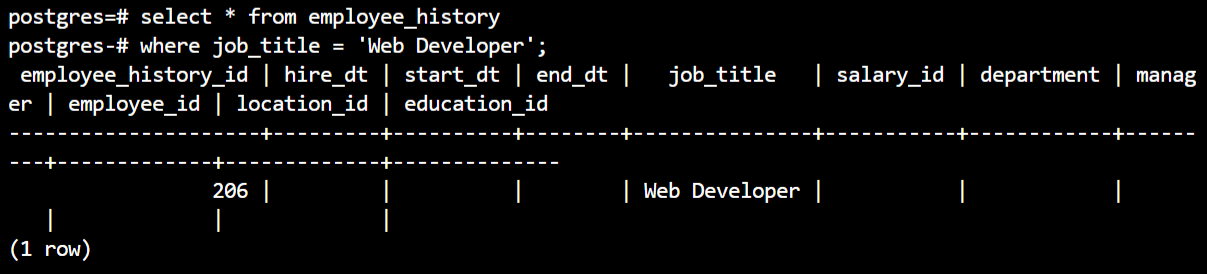 postgres=# select * from employee_history
postgres-# where job_title = 'Web Developer';
 employee_history_id | hire_dt | start_dt | end_dt |   job_title   | salary_id | department | manag
er | employee_id | location_id | education_id
---------------------+---------+----------+--------+---------------+-----------+------------+------
---+-------------+-------------+--------------
                 206 |         |          |        | Web Developer |           |            |
   |             |             |
(1 row)